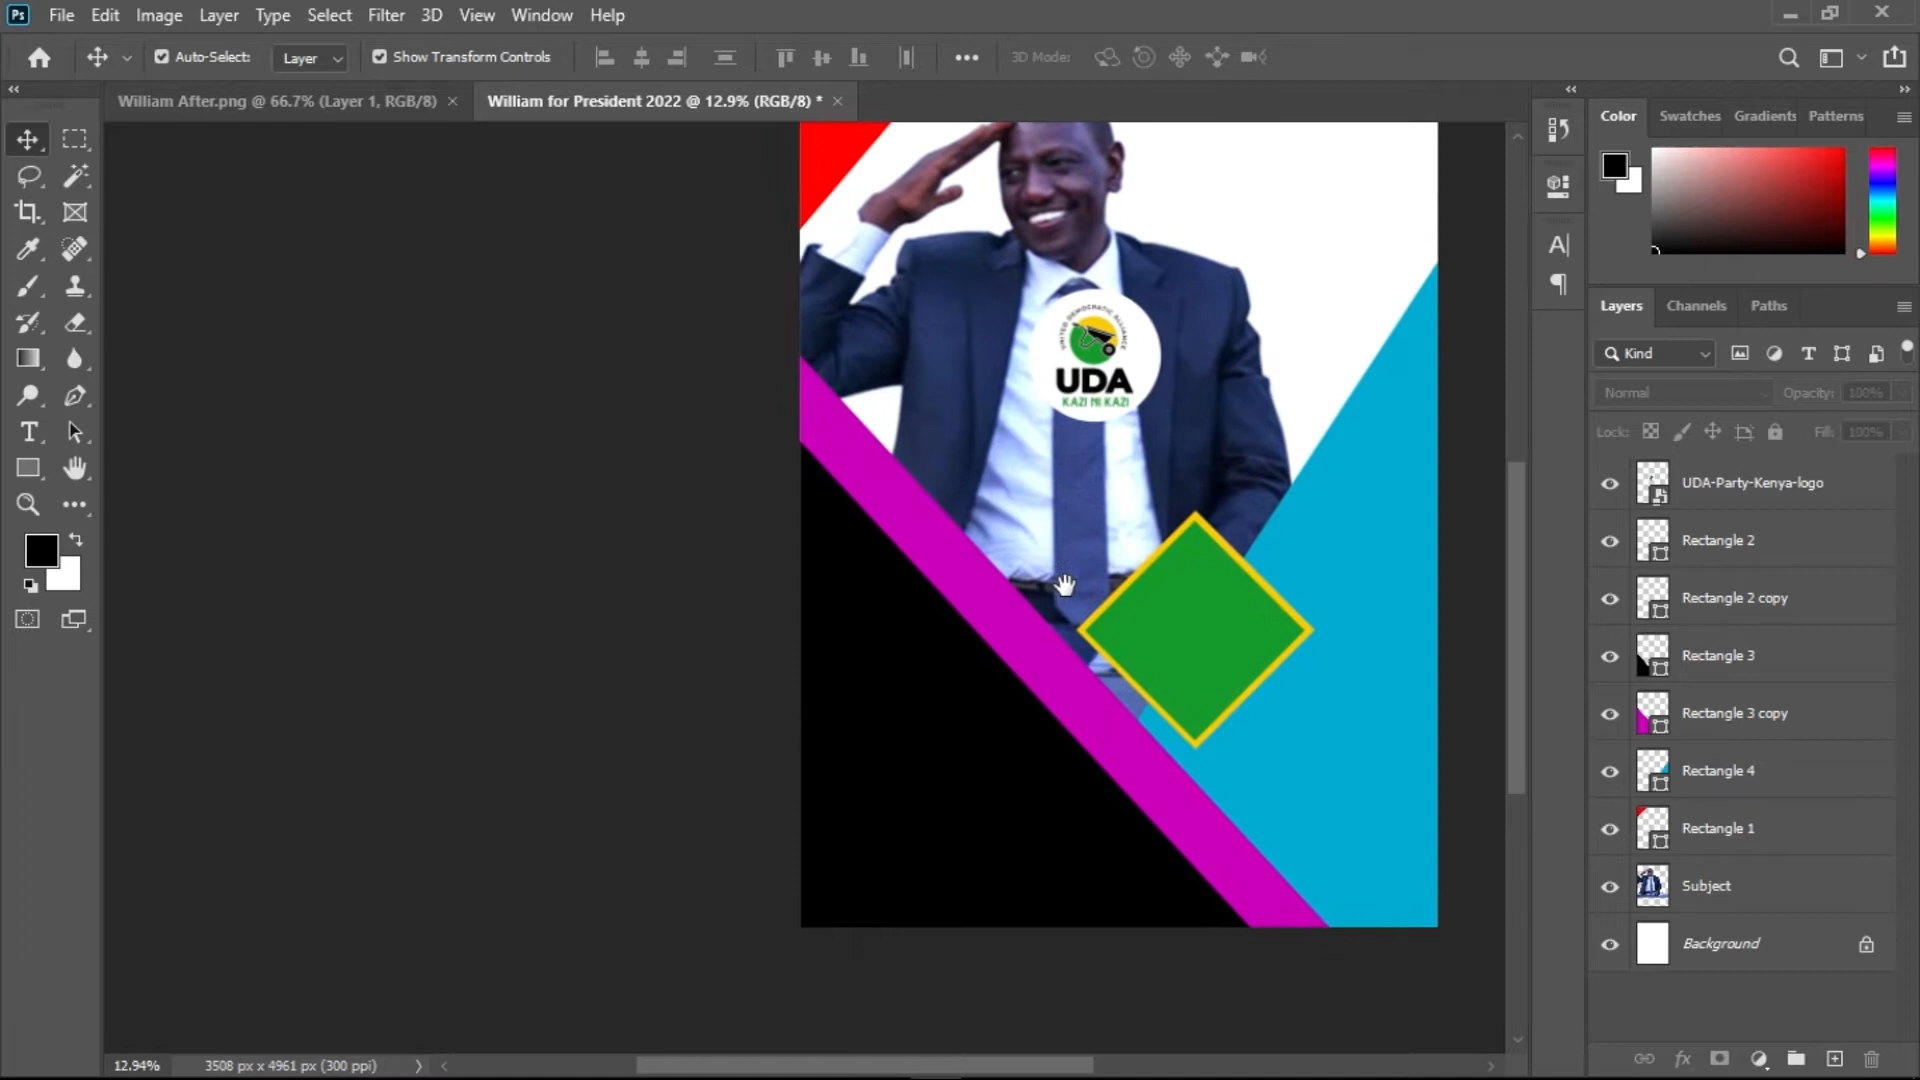 Ps File Edit Image Layer Type Select Filter 3D View Window Help
Auto-Select: Layer Show Transform Controls 3D Mode:
William After.png @ 66.7% (Layer 1, RGB/8) × William for President 2022 @ 12.9% (RGB/8) * ×
Color Swatches Gradients Patterns
Layers Channels Paths
Kind
Normal Opacity: 100%
Lock: Fill: 100%
UDA-Party-Kenya-logo
Rectangle 2
Rectangle 2 copy
Rectangle 3
Rectangle 3 copy
Rectangle 4
Rectangle 1
Subject
Background
UNITED DEMOCRATIC ALLIANCE
UDA
KAZI NI KAZI
12.94% 3508 px x 4961 px (300 ppi)